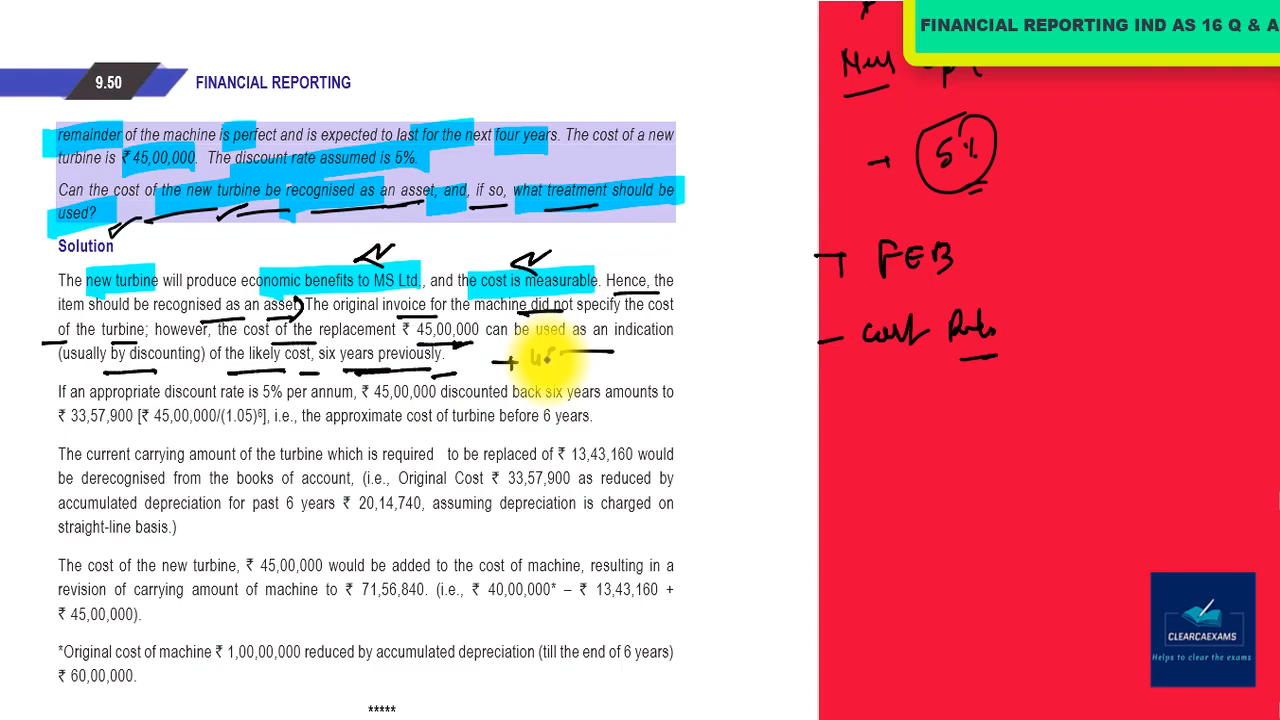 FINANCIAL REPORTING IND AS 16 Q & A
9.50 FINANCIAL REPORTING
remainder of the machine is perfect and is expected to last for the next four years. The cost of a new
turbine is ₹ 45,00,000. The discount rate assumed is 5%.
Can the cost of the new turbine be recognised as an asset, and, if so, what treatment should be
used?
Solution
The new turbine will produce economic benefits to MS Ltd., and the cost is measurable. Hence, the
item should be recognised as an asset. The original invoice for the machine did not specify the cost
of the turbine; however, the cost of the replacement ₹ 45,00,000 can be used as an indication
(usually by discounting) of the likely cost, six years previously.
If an appropriate discount rate is 5% per annum, ₹ 45,00,000 discounted back six years amounts to
₹ 33,57,900 [₹ 45,00,000/(1.05)⁶], i.e., the approximate cost of turbine before 6 years.
The current carrying amount of the turbine which is required to be replaced of ₹ 13,43,160 would
be derecognised from the books of account, (i.e., Original Cost ₹ 33,57,900 as reduced by
accumulated depreciation for past 6 years ₹ 20,14,740, assuming depreciation is charged on
straight-line basis.)
The cost of the new turbine, ₹ 45,00,000 would be added to the cost of machine, resulting in a
revision of carrying amount of machine to ₹ 71,56,840. (i.e., ₹ 40,00,000* – ₹ 13,43,160 +
₹ 45,00,000).
*Original cost of machine ₹ 1,00,00,000 reduced by accumulated depreciation (till the end of 6 years)
₹ 60,00,000.
*****
5%
FEB
cost
CLEARCAEXAMS
Helps to clear the exams